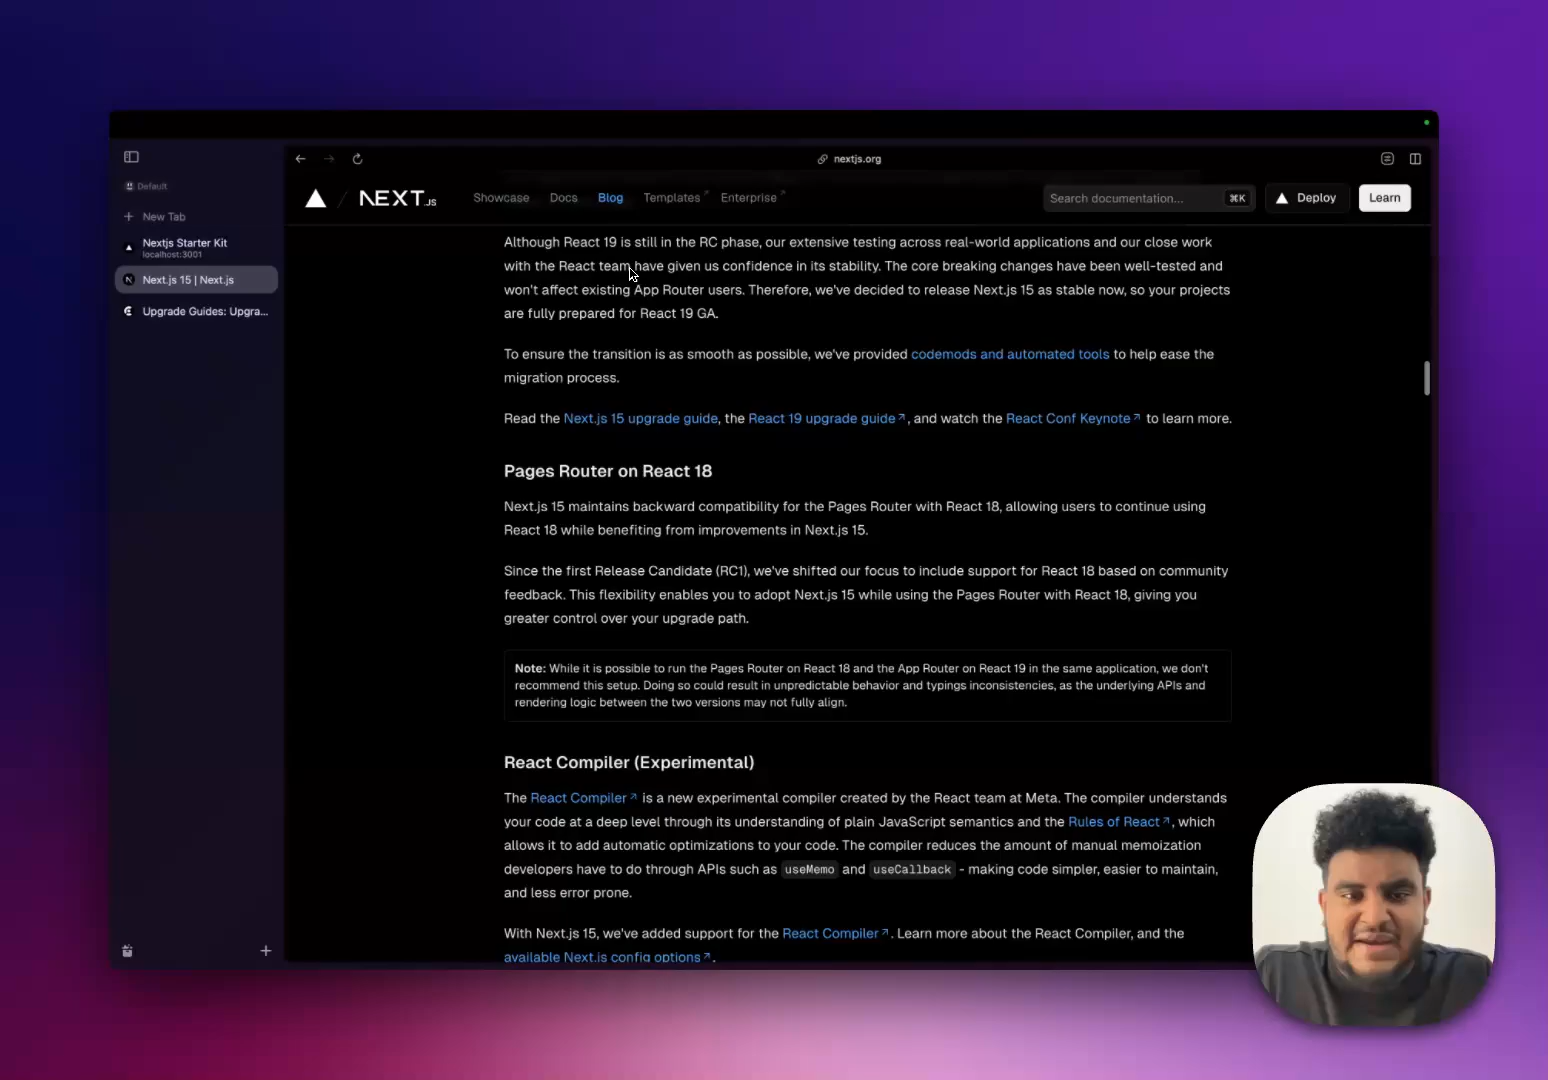 Default
New Tab
Nextjs Starter Kit
localhost:3001
Next.js 15 | Next.js
Upgrade Guides: Upgra...
nextjs.org
NEXT.JS
Showcase
Docs
Blog
Templates
Enterprise
Search documentation...
⌘K
Deploy
Learn
Although React 19 is still in the RC phase, our extensive testing across real-world applications and our close work
with the React team have given us confidence in its stability. The core breaking changes have been well-tested and
won't affect existing App Router users. Therefore, we've decided to release Next.js 15 as stable now, so your projects
are fully prepared for React 19 GA.
To ensure the transition is as smooth as possible, we've provided codemods and automated tools to help ease the
migration process.
Read the Next.js 15 upgrade guide, the React 19 upgrade guide↗, and watch the React Conf Keynote↗ to learn more.
Pages Router on React 18
Next.js 15 maintains backward compatibility for the Pages Router with React 18, allowing users to continue using
React 18 while benefiting from improvements in Next.js 15.
Since the first Release Candidate (RC1), we've shifted our focus to include support for React 18 based on community
feedback. This flexibility enables you to adopt Next.js 15 while using the Pages Router with React 18, giving you
greater control over your upgrade path.
Note: While it is possible to run the Pages Router on React 18 and the App Router on React 19 in the same application, we don't
recommend this setup. Doing so could result in unpredictable behavior and typings inconsistencies, as the underlying APIs and
rendering logic between the two versions may not fully align.
React Compiler (Experimental)
The React Compiler↗ is a new experimental compiler created by the React team at Meta. The compiler understands
your code at a deep level through its understanding of plain JavaScript semantics and the Rules of React↗, which
allows it to add automatic optimizations to your code. The compiler reduces the amount of manual memoization
developers have to do through APIs such as useMemo and useCallback - making code simpler, easier to maintain,
and less error prone.
With Next.js 15, we've added support for the React Compiler↗. Learn more about the React Compiler, and the
available Next.js config options↗.